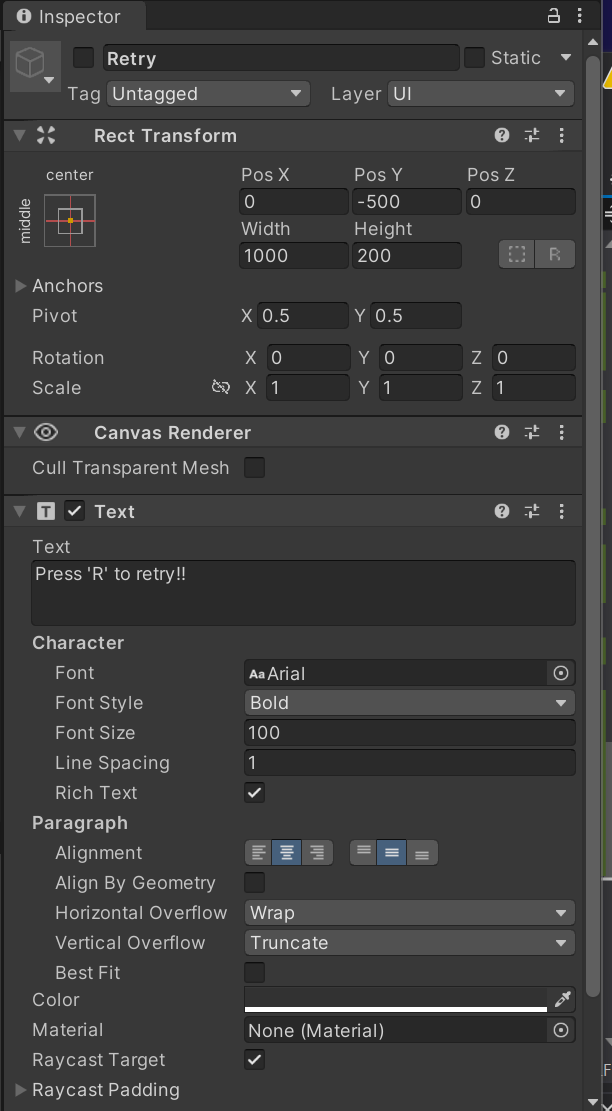 Inspector
Retry
Static
Tag Untagged Layer UI
Rect Transform
center
middle
Pos X Pos Y Pos Z
0 -500 0
Width Height
1000 200
R
Anchors
Pivot X 0.5 Y 0.5
Rotation X 0 Y 0 Z 0
Scale X 1 Y 1 Z 1
Canvas Renderer
Cull Transparent Mesh
T Text
Text
Press 'R' to retry!!
Character
Font Aa Arial
Font Style Bold
Font Size 100
Line Spacing 1
Rich Text
Paragraph
Alignment
Align By Geometry
Horizontal Overflow Wrap
Vertical Overflow Truncate
Best Fit
Color
Material None (Material)
Raycast Target
Raycast Padding